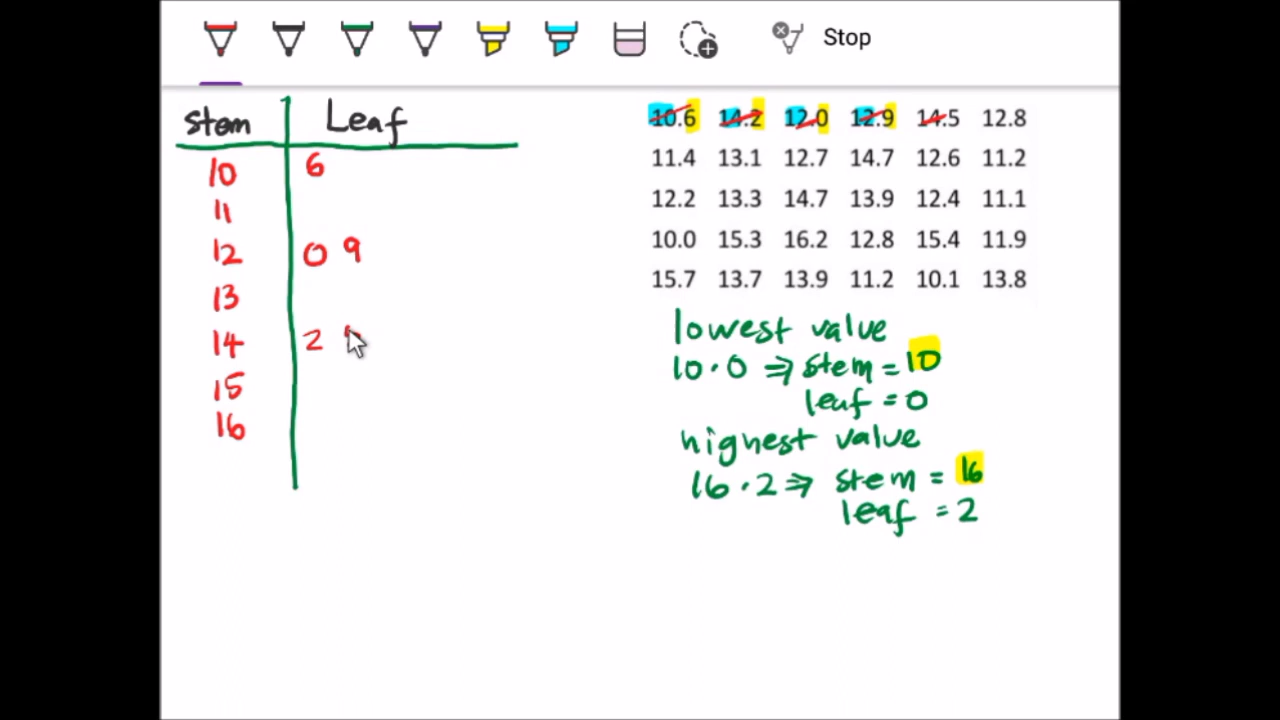 Stop
Stem Leaf
10 6
11
12 0 9
13
14 2
15
16
10.6 14.2 12.0 12.9 14.5 12.8
11.4 13.1 12.7 14.7 12.6 11.2
12.2 13.3 14.7 13.9 12.4 11.1
10.0 15.3 16.2 12.8 15.4 11.9
15.7 13.7 13.9 11.2 10.1 13.8
lowest value
10.0 ⇒ stem = 10
leaf = 0
highest value
16.2 ⇒ stem = 16
leaf = 2